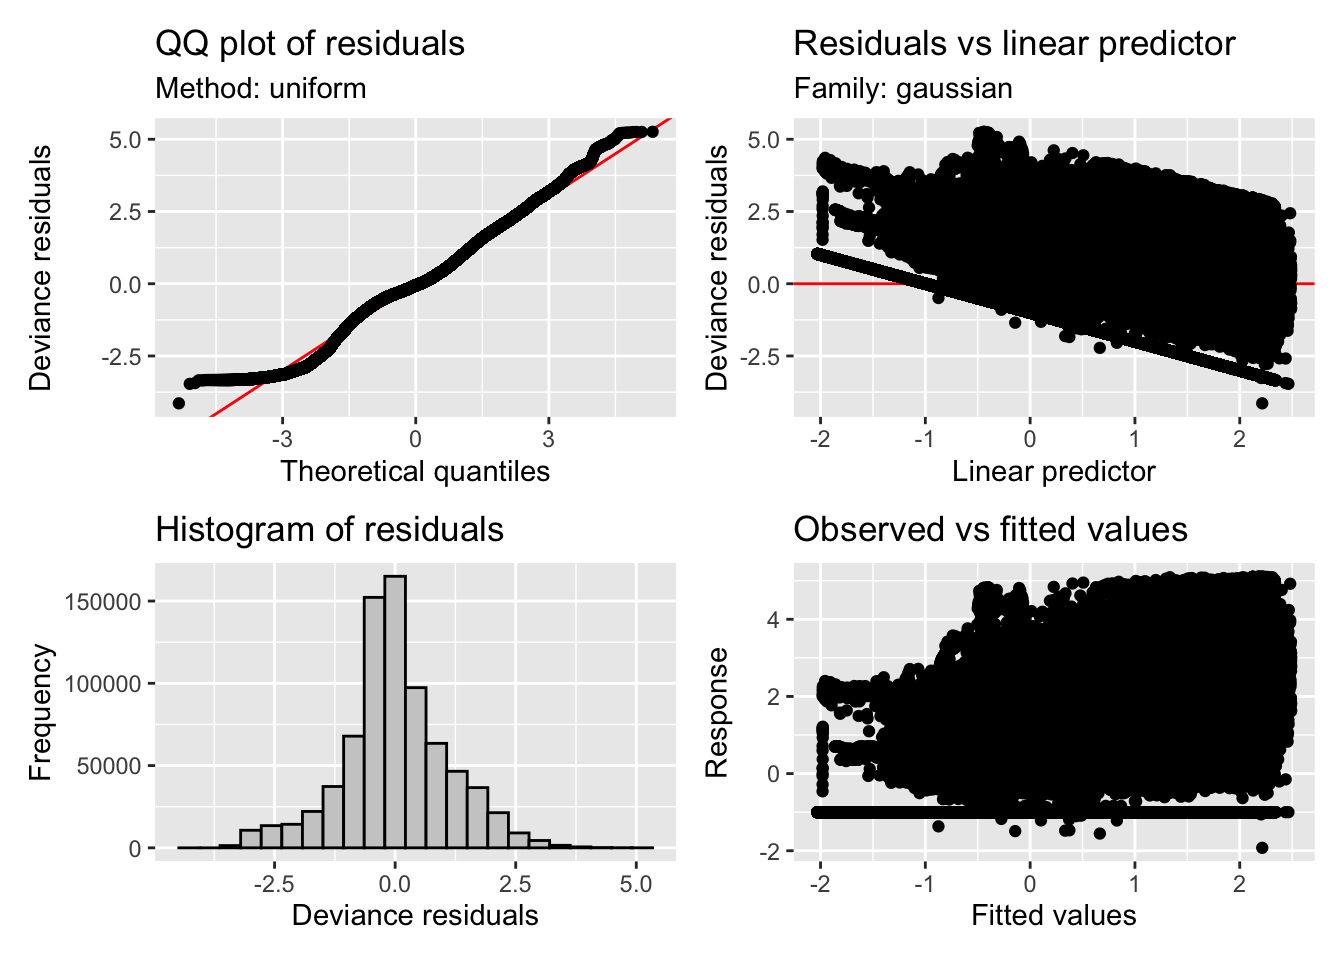 QQ plot of residuals
Method: uniform
Deviance residuals
5.0
2.5
0.0
-2.5
-3
0
3
Theoretical quantiles
Residuals vs linear predictor
Family: gaussian
Deviance residuals
5.0
2.5
0.0
-2.5
-2
-1
0
1
2
Linear predictor
Histogram of residuals
Frequency
150000
100000
50000
0
-2.5
0.0
2.5
5.0
Deviance residuals
Observed vs fitted values
Response
4
2
0
-2
-2
-1
0
1
2
Fitted values